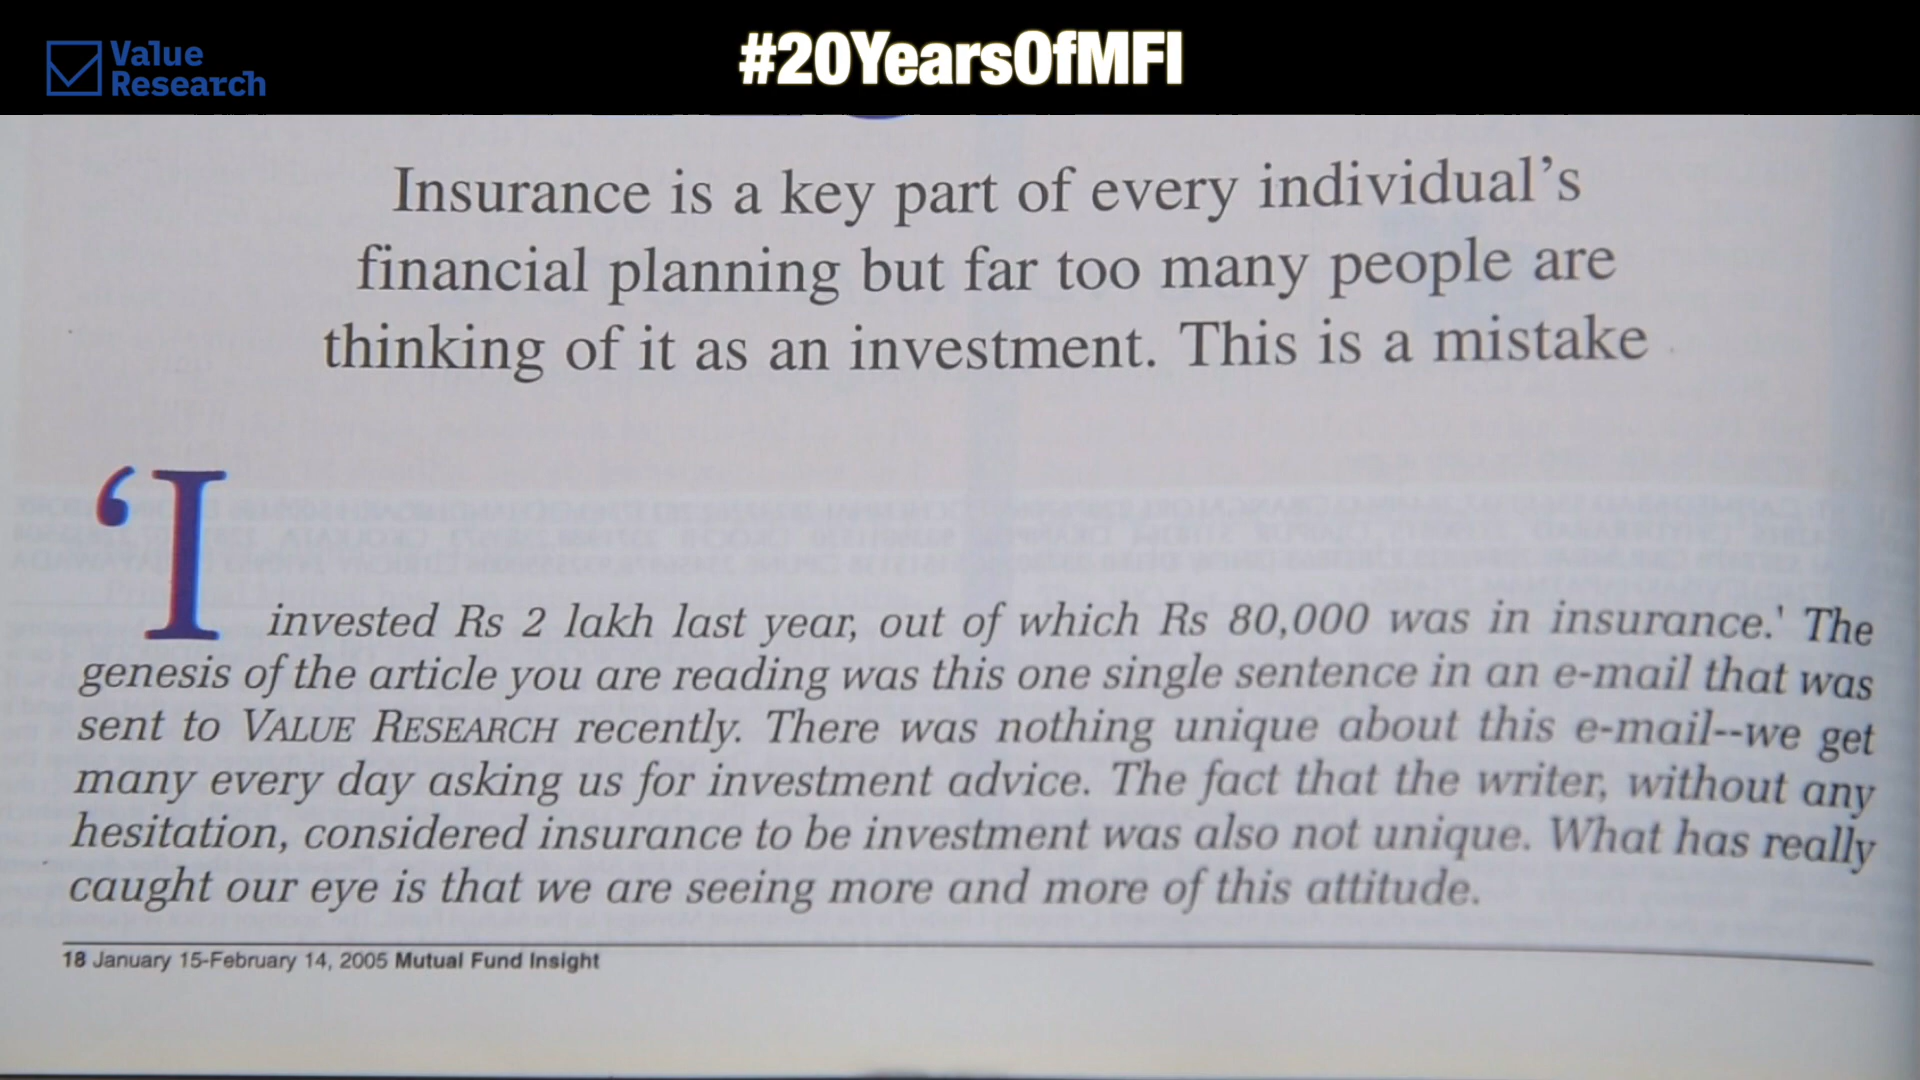 Value
Research
#20YearsOfMFI
Insurance is a key part of every individual's
financial planning but far too many people are
thinking of it as an investment. This is a mistake
‘I invested Rs 2 lakh last year, out of which Rs 80,000 was in insurance.' The
genesis of the article you are reading was this one single sentence in an e-mail that was
sent to VALUE RESEARCH recently. There was nothing unique about this e-mail--we get
many every day asking us for investment advice. The fact that the writer, without any
hesitation, considered insurance to be investment was also not unique. What has really
caught our eye is that we are seeing more and more of this attitude.
18 January 15-February 14, 2005 Mutual Fund Insight